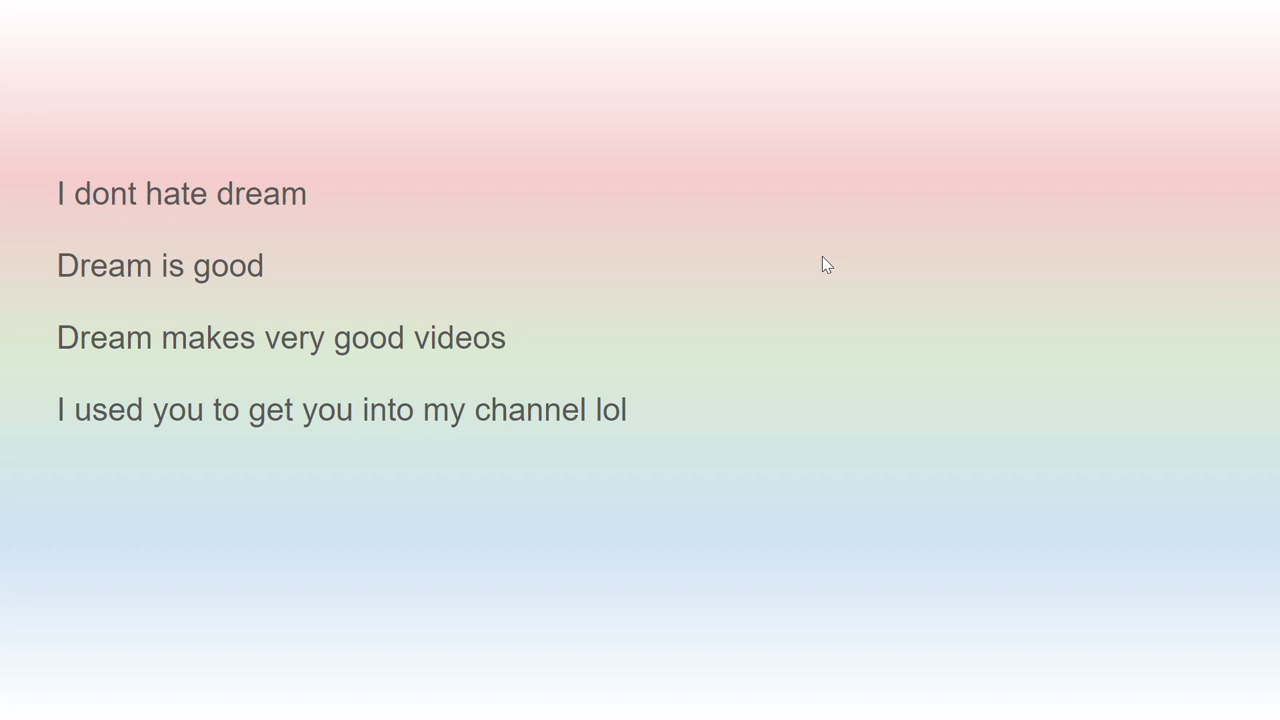 I dont hate dream
Dream is good
Dream makes very good videos
I used you to get you into my channel lol